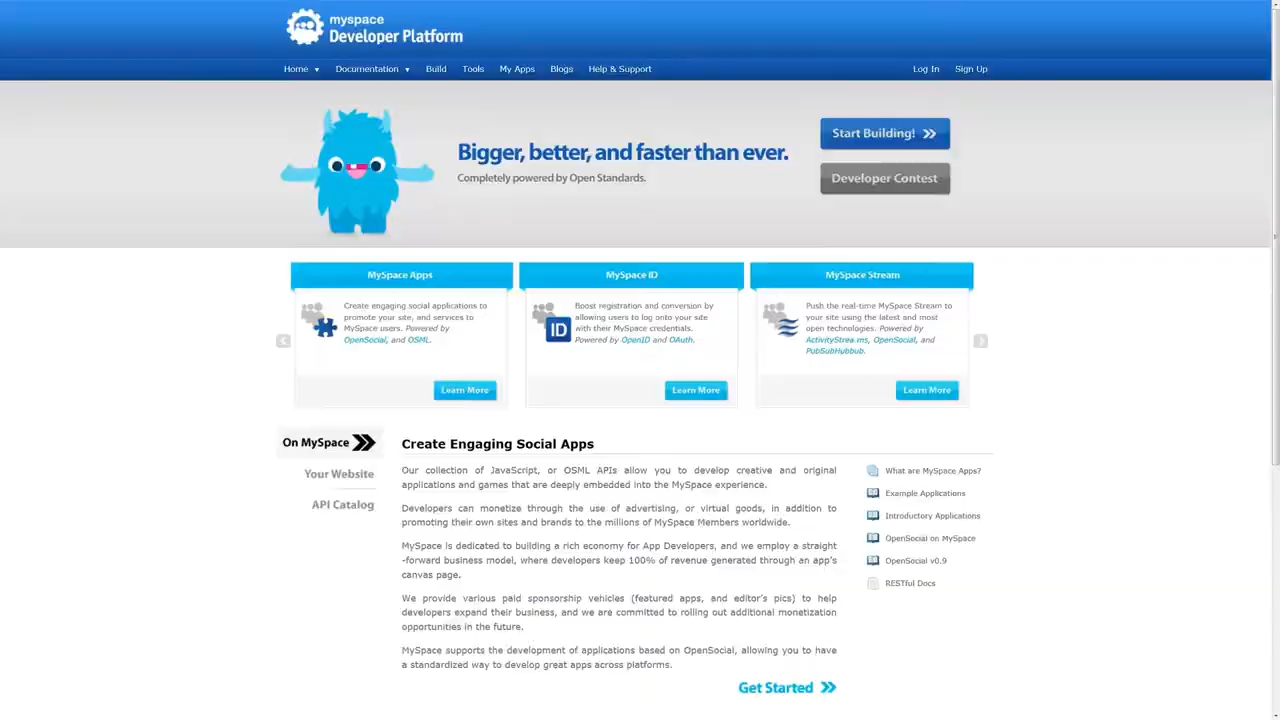 myspace
Developer Platform
Home
Documentation
Build
Tools
My Apps
Blogs
Help & Support
Log In
Sign Up
Bigger, better, and faster than ever.
Completely powered by Open Standards.
Start Building!
Developer Contest
MySpace Apps
Create engaging social applications to
promote your site, and services to
MySpace users. Powered by
OpenSocial, and OSML.
Learn More
MySpace ID
Boost registration and conversion by
allowing users to log onto your site
with their MySpace credentials.
Powered by OpenID and OAuth.
ID
Learn More
MySpace Stream
Push the real-time MySpace Stream to
your site using the latest and most
open technologies. Powered by
ActivityStrea.ms, OpenSocial, and
PubSubHubbub.
Learn More
On MySpace
Your Website
API Catalog
Create Engaging Social Apps
Our collection of JavaScript, or OSML APIs allow you to develop creative and original
applications and games that are deeply embedded into the MySpace experience.
Developers can monetize through the use of advertising, or virtual goods, in addition to
promoting their own sites and brands to the millions of MySpace Members worldwide.
MySpace is dedicated to building a rich economy for App Developers, and we employ a straight
-forward business model, where developers keep 100% of revenue generated through an app's
canvas page.
We provide various paid sponsorship vehicles (featured apps, and editor's pics) to help
developers expand their business, and we are committed to rolling out additional monetization
opportunities in the future.
MySpace supports the development of applications based on OpenSocial, allowing you to have
a standardized way to develop great apps across platforms.
Get Started
What are MySpace Apps?
Example Applications
Introductory Applications
OpenSocial on MySpace
OpenSocial v0.9
RESTful Docs